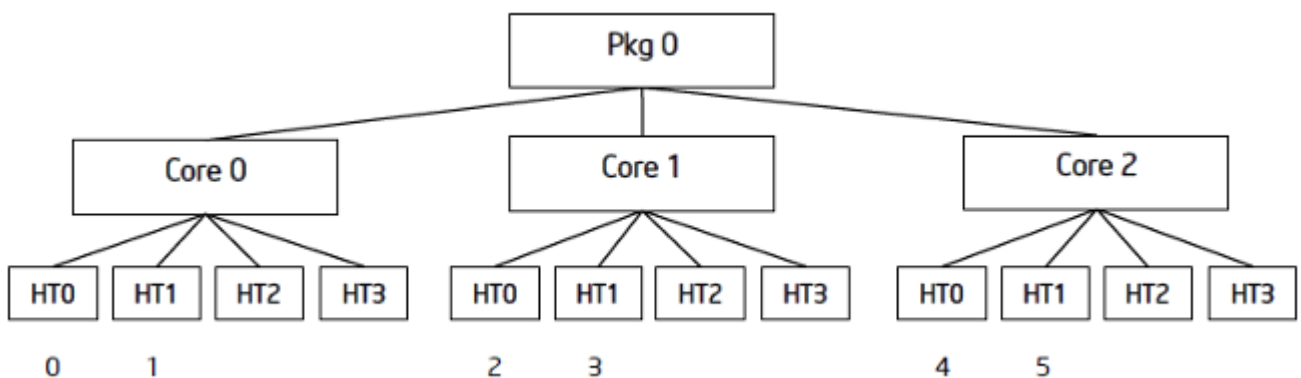 Pkg 0
Core 0 Core 1 Core 2
HT0 HT1 HT2 HT3 HT0 HT1 HT2 HT3 HT0 HT1 HT2 HT3
0 1 2 3 4 5